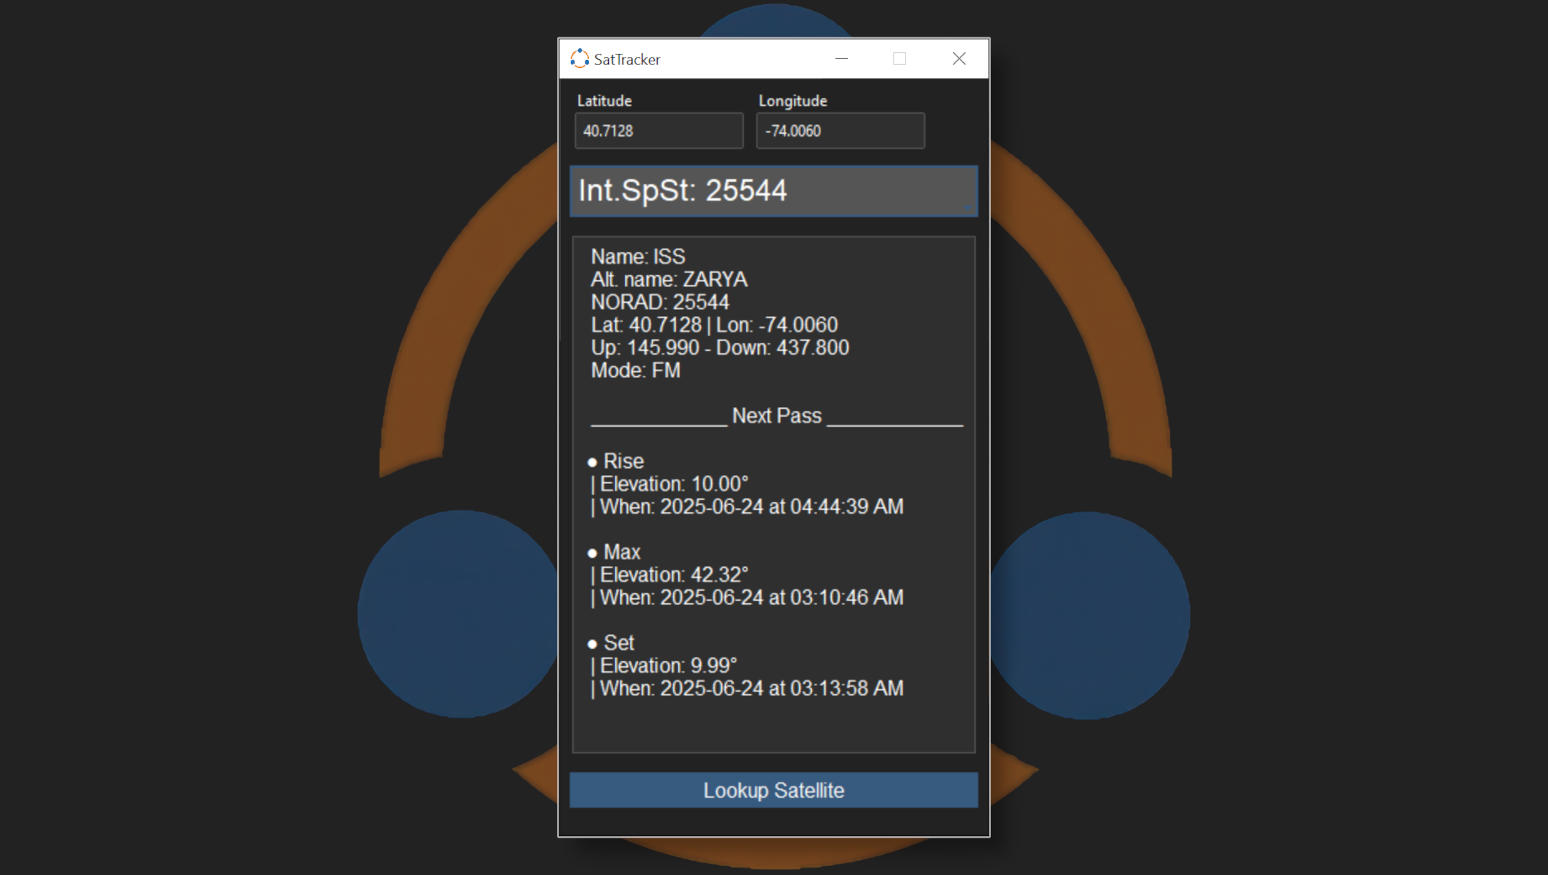 SatTracker
Latitude Longitude
40.7128 -74.0060
Int.SpSt: 25544
Name: ISS
Alt. name: ZARYA
NORAD: 25544
Lat: 40.7128 | Lon: -74.0060
Up: 145.990 - Down: 437.800
Mode: FM
____________ Next Pass ____________
● Rise
| Elevation: 10.00°
| When: 2025-06-24 at 04:44:39 AM
● Max
| Elevation: 42.32°
| When: 2025-06-24 at 03:10:46 AM
● Set
| Elevation: 9.99°
| When: 2025-06-24 at 03:13:58 AM
Lookup Satellite